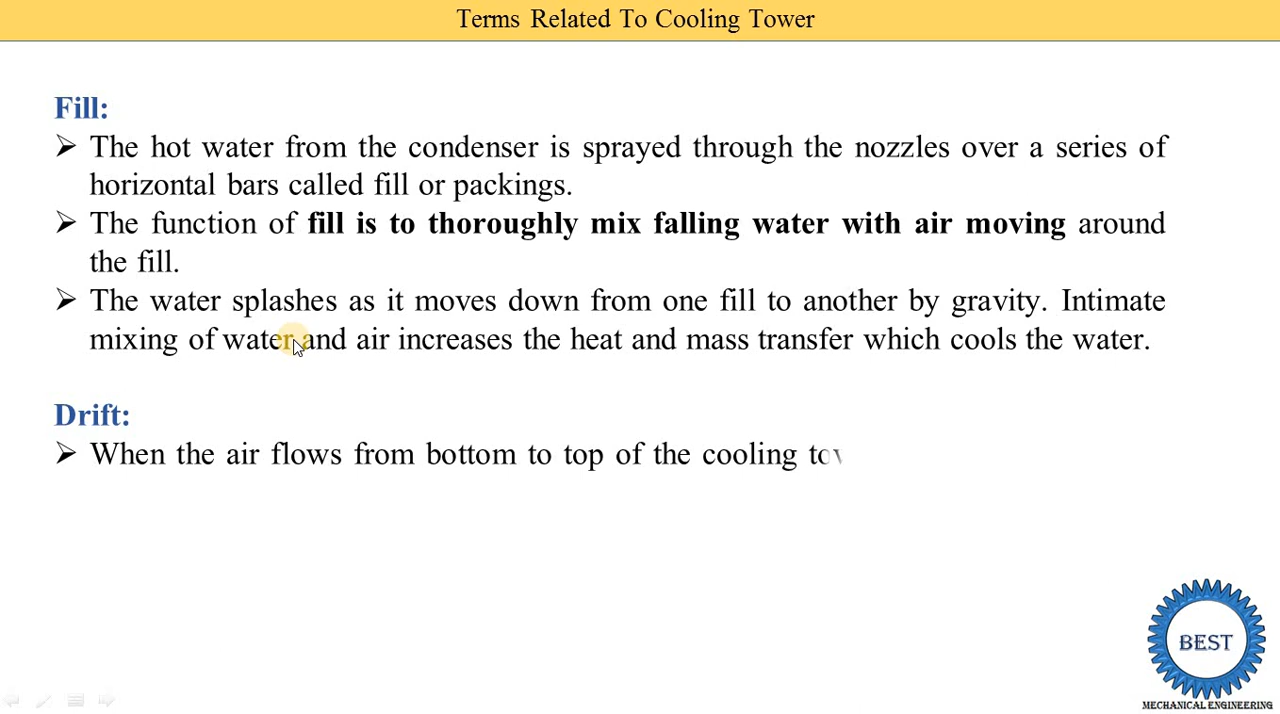 Terms Related To Cooling Tower
Fill:
➢ The hot water from the condenser is sprayed through the nozzles over a series of
horizontal bars called fill or packings.
➢ The function of fill is to thoroughly mix falling water with air moving around
the fill.
➢ The water splashes as it moves down from one fill to another by gravity. Intimate
mixing of water and air increases the heat and mass transfer which cools the water.
Drift:
➢ When the air flows from bottom to top of the cooling
BEST
MECHANICAL ENGINEERING